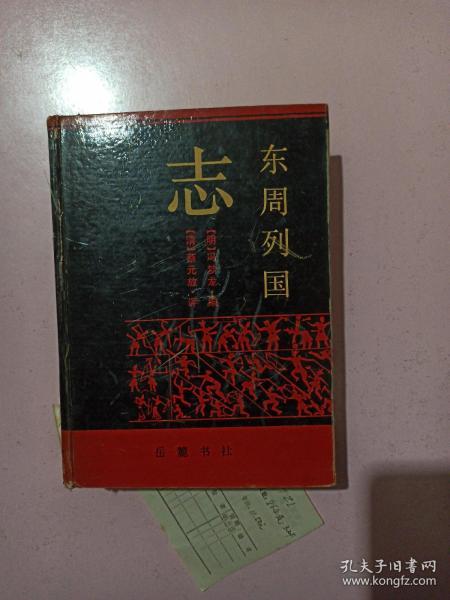 东周列国
志
【明】冯梦龙 编
【清】蔡元放 评
岳麓书社
孔夫子旧书网
www.kongfz.com